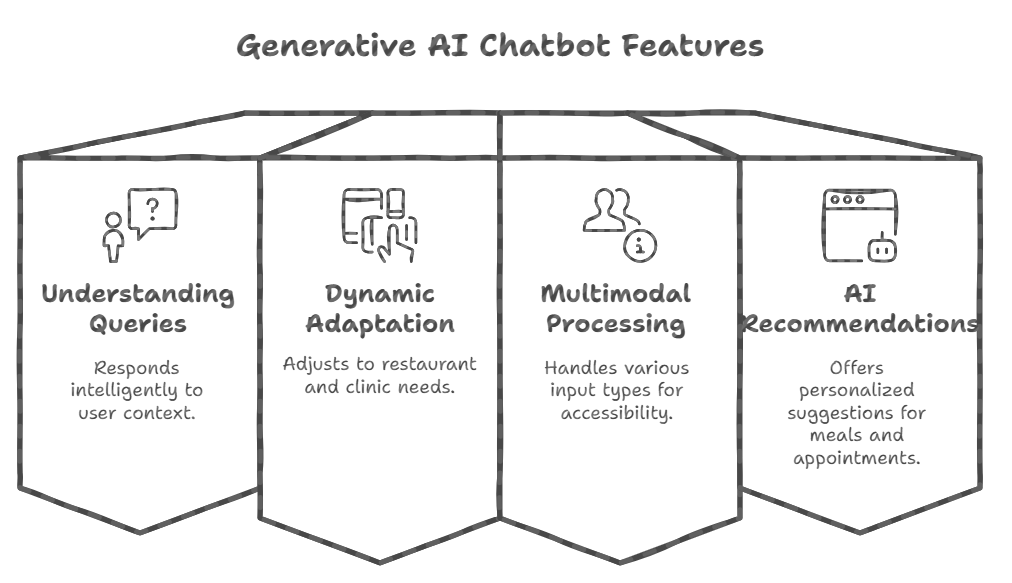 Generative AI Chatbot Features
?
Understanding
Queries
Responds
intelligently to
user context.
Dynamic
Adaptation
Adjusts to restaurant
and clinic needs.
i
Multimodal
Processing
Handles various
input types for
accessibility.
AI
Recommendations
Offers
personalized
suggestions for
meals and
appointments.